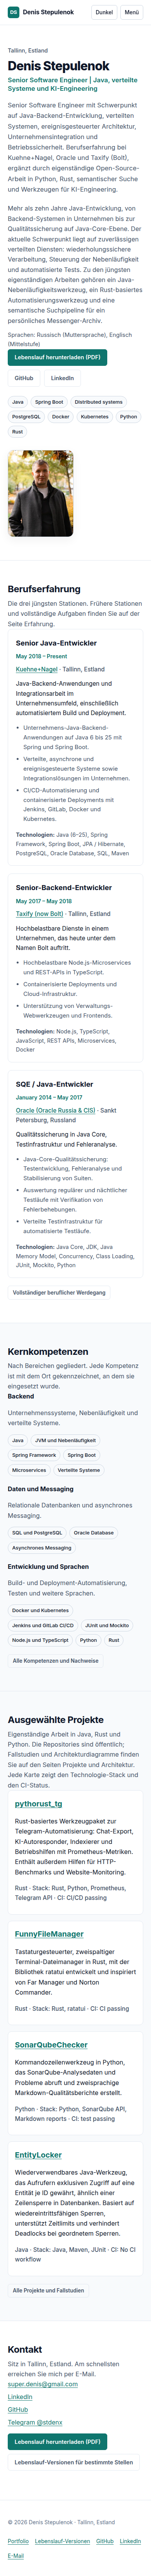 DS Denis Stepulenok Dunkel Menü
Tallinn, Estland
Denis Stepulenok
Senior Software Engineer | Java, verteilte
Systeme und KI-Engineering
Senior Software Engineer mit Schwerpunkt
auf Java-Backend-Entwicklung, verteilten
Systemen, ereignisgesteuerter Architektur,
Unternehmensintegration und
Betriebssicherheit. Berufserfahrung bei
Kuehne+Nagel, Oracle und Taxify (Bolt),
ergänzt durch eigenständige Open-Source-
Arbeit in Python, Rust, semantischer Suche
und Werkzeugen für KI-Engineering.
Mehr als zehn Jahre Java-Entwicklung, von
Backend-Systemen in Unternehmen bis zur
Qualitätssicherung auf Java-Core-Ebene. Der
aktuelle Schwerpunkt liegt auf zuverlässigen
verteilten Diensten, ereignisgesteuerter
Verarbeitung, Steuerung der Nebenläufigkeit
und automatisierten Tests. Zu den jüngsten
eigenständigen Arbeiten gehören ein Java-
Nebenläufigkeitswerkzeug, ein Rust-basiertes
Automatisierungswerkzeug und eine
semantische Suchpipeline für ein
persönliches Messenger-Archiv.
Sprachen: Russisch (Muttersprache), Englisch
(Mittelstufe)
Lebenslauf herunterladen (PDF)
GitHub LinkedIn
Java Spring Boot Distributed systems
PostgreSQL Docker Kubernetes Python
Rust
Berufserfahrung
Die drei jüngsten Stationen. Frühere Stationen
und vollständige Aufgaben finden Sie auf der
Seite Erfahrung.
Senior Java-Entwickler
May 2018 – Present
Kuehne+Nagel · Tallinn, Estland
Java-Backend-Anwendungen und
Integrationsarbeit im
Unternehmensumfeld, einschließlich
automatisiertem Build und Deployment.
• Unternehmens-Java-Backend-
Anwendungen auf Java 6 bis 25 mit
Spring und Spring Boot.
• Verteilte, asynchrone und
ereignisgesteuerte Systeme sowie
Integrationslösungen im Unternehmen.
• CI/CD-Automatisierung und
containerisierte Deployments mit
Jenkins, GitLab, Docker und
Kubernetes.
Technologien: Java (6–25), Spring
Framework, Spring Boot, JPA / Hibernate,
PostgreSQL, Oracle Database, SQL, Maven
Senior-Backend-Entwickler
May 2017 – May 2018
Taxify (now Bolt) · Tallinn, Estland
Hochbelastbare Dienste in einem
Unternehmen, das heute unter dem
Namen Bolt auftritt.
• Hochbelastbare Node.js-Microservices
und REST-APIs in TypeScript.
• Containerisierte Deployments und
Cloud-Infrastruktur.
• Unterstützung von Verwaltungs-
Webwerkzeugen und Frontends.
Technologien: Node.js, TypeScript,
JavaScript, REST APIs, Microservices,
Docker
SQE / Java-Entwickler
January 2014 – May 2017
Oracle (Oracle Russia & CIS) · Sankt
Petersburg, Russland
Qualitätssicherung in Java Core,
Testinfrastruktur und Fehleranalyse.
• Java-Core-Qualitätssicherung:
Testentwicklung, Fehleranalyse und
Stabilisierung von Suiten.
• Auswertung regulärer und nächtlicher
Testläufe mit Verifikation von
Fehlerbehebungen.
• Verteilte Testinfrastruktur für
automatisierte Testläufe.
Technologien: Java Core, JDK, Java
Memory Model, Concurrency, Class Loading,
JUnit, Mockito, Python
Vollständiger beruflicher Werdegang
Kernkompetenzen
Nach Bereichen gegliedert. Jede Kompetenz
ist mit dem Ort gekennzeichnet, an dem sie
eingesetzt wurde.
Backend
Unternehmenssysteme, Nebenläufigkeit und
verteilte Systeme.
Java JVM und Nebenläufigkeit
Spring Framework Spring Boot
Microservices Verteilte Systeme
Daten und Messaging
Relationale Datenbanken und asynchrones
Messaging.
SQL und PostgreSQL Oracle Database
Asynchrones Messaging
Entwicklung und Sprachen
Build- und Deployment-Automatisierung,
Testen und weitere Sprachen.
Docker und Kubernetes
Jenkins und GitLab CI/CD JUnit und Mockito
Node.js und TypeScript Python Rust
Alle Kompetenzen und Nachweise
Ausgewählte Projekte
Eigenständige Arbeit in Java, Rust und
Python. Die Repositories sind öffentlich;
Fallstudien und Architekturdiagramme finden
Sie auf den Seiten Projekte und Architektur.
Jede Karte zeigt den Technologie-Stack und
den CI-Status.
pythorust_tg
Rust-basiertes Werkzeugpaket zur
Telegram-Automatisierung: Chat-Export,
KI-Autoresponder, Indexierer und
Betriebshilfen mit Prometheus-Metriken.
Enthält außerdem Hilfen für HTTP-
Benchmarks und Website-Monitoring.
Rust · Stack: Rust, Python, Prometheus,
Telegram API · CI: CI/CD passing
FunnyFileManager
Tastaturgesteuerter, zweispaltiger
Terminal-Dateimanager in Rust, mit der
Bibliothek ratatui entwickelt und inspiriert
von Far Manager und Norton
Commander.
Rust · Stack: Rust, ratatui · CI: CI passing
SonarQubeChecker
Kommandozeilenwerkzeug in Python,
das SonarQube-Analysedaten und
Probleme abruft und zweisprachige
Markdown-Qualitätsberichte erstellt.
Python · Stack: Python, SonarQube API,
Markdown reports · CI: test passing
EntityLocker
Wiederverwendbares Java-Werkzeug,
das Aufrufern exklusiven Zugriff auf eine
Entität je ID gewährt, ähnlich einer
Zeilensperre in Datenbanken. Basiert auf
wiedereintrittsfähigen Sperren,
unterstützt Zeitlimits und verhindert
Deadlocks bei geordnetem Sperren.
Java · Stack: Java, Maven, JUnit · CI: No CI
workflow
Alle Projekte und Fallstudien
Kontakt
Sitz in Tallinn, Estland. Am schnellsten
erreichen Sie mich per E-Mail.
super.denis@gmail.com
LinkedIn
GitHub
Telegram @stdenx
Lebenslauf herunterladen (PDF)
Lebenslauf-Versionen für bestimmte Stellen
© 2026 Denis Stepulenok · Tallinn, Estland
Portfolio Lebenslauf-Versionen GitHub LinkedIn
E-Mail